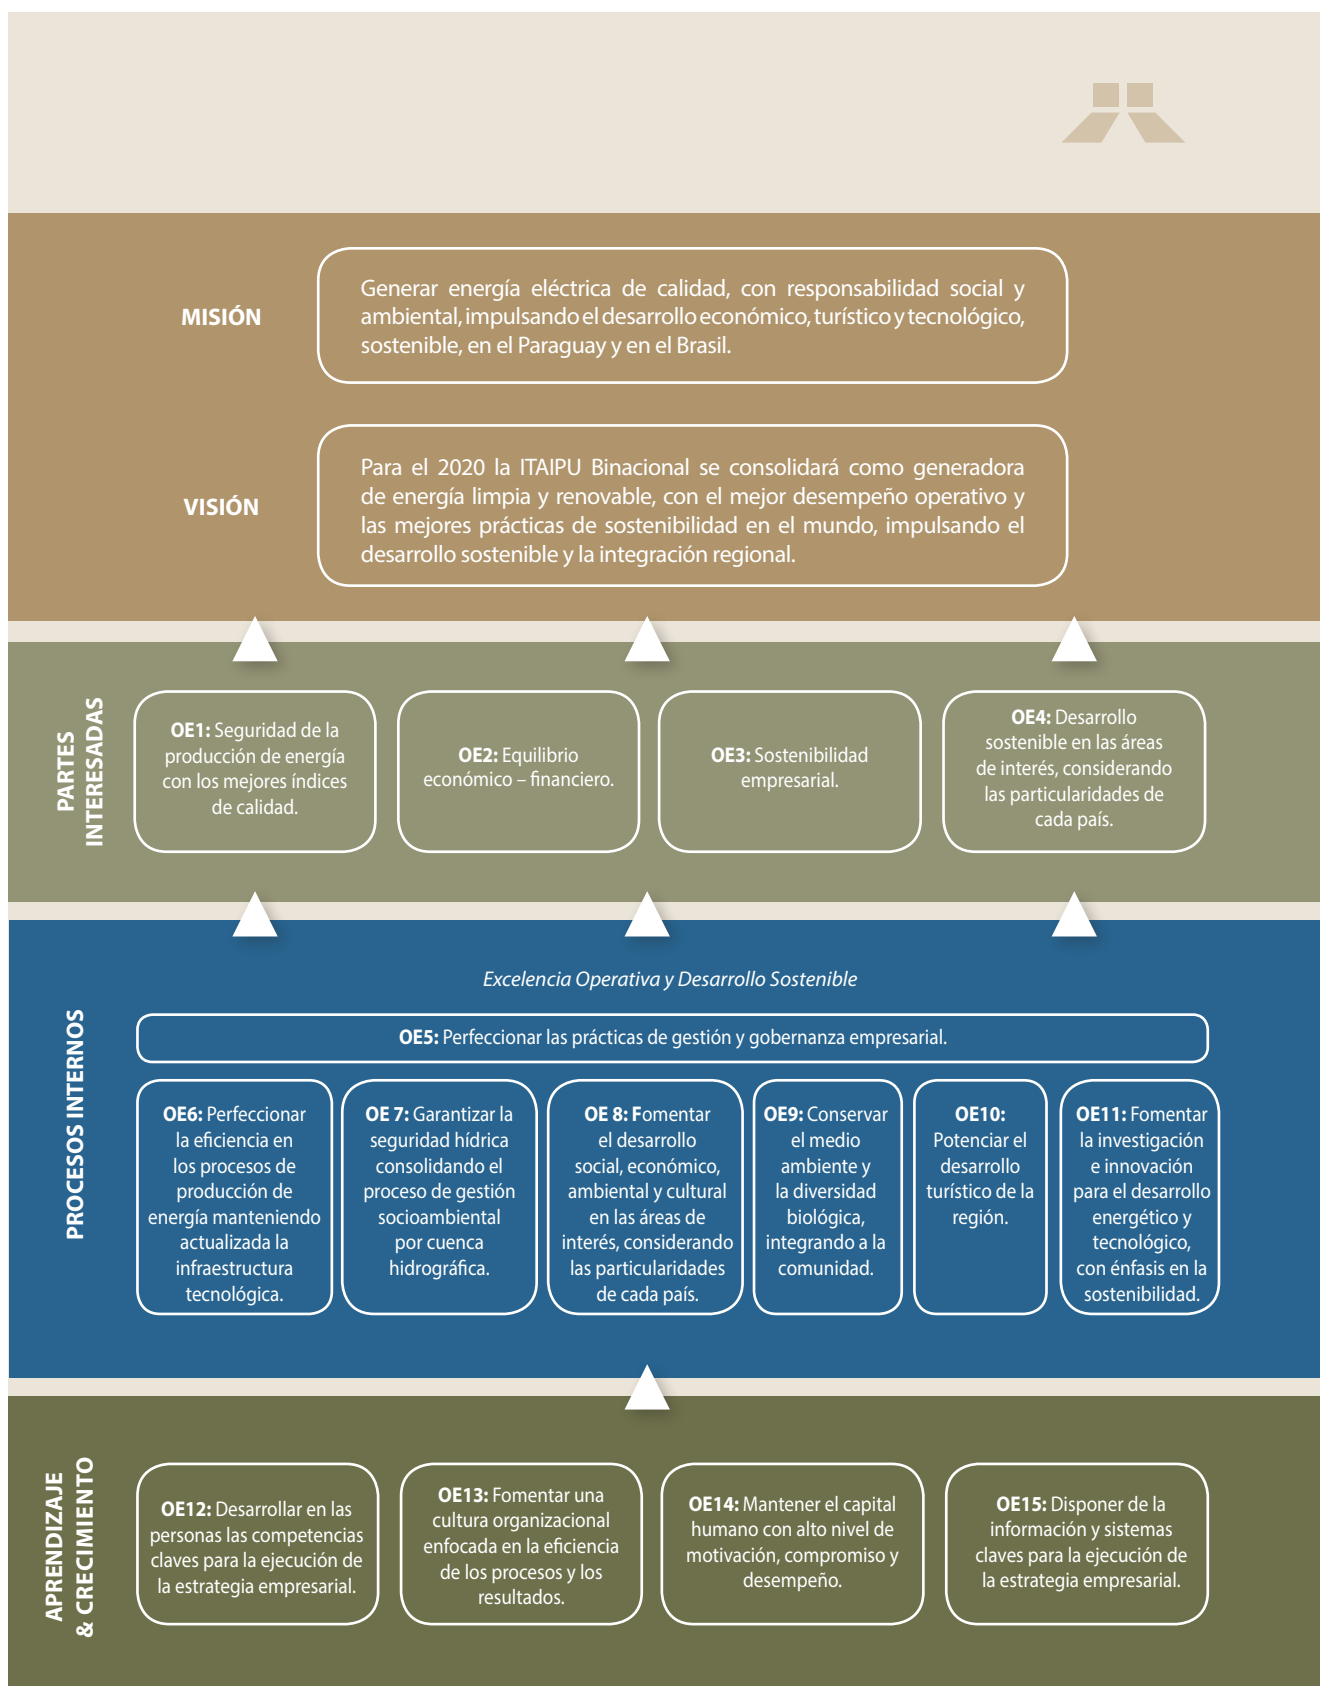 MISIÓN
Generar energía eléctrica de calidad, con responsabilidad social y
ambiental, impulsando el desarrollo económico, turístico y tecnológico,
sostenible, en el Paraguay y en el Brasil.
VISIÓN
Para el 2020 la ITAIPU Binacional se consolidará como generadora
de energía limpia y renovable, con el mejor desempeño operativo y
las mejores prácticas de sostenibilidad en el mundo, impulsando el
desarrollo sostenible y la integración regional.
PARTES
INTERESADAS
OE1: Seguridad de la
producción de energía
con los mejores índices
de calidad.
OE2: Equilibrio
económico – financiero.
OE3: Sostenibilidad
empresarial.
OE4: Desarrollo
sostenible en las áreas
de interés, considerando
las particularidades de
cada país.
PROCESOS INTERNOS
Excelencia Operativa y Desarrollo Sostenible
OE5: Perfeccionar las prácticas de gestión y gobernanza empresarial.
OE6: Perfeccionar
la eficiencia en
los procesos de
producción de
energía manteniendo
actualizada la
infraestructura
tecnológica.
OE 7: Garantizar la
seguridad hídrica
consolidando el
proceso de gestión
socioambiental
por cuenca
hidrográfica.
OE 8: Fomentar
el desarrollo
social, económico,
ambiental y cultural
en las áreas de
interés, considerando
las particularidades
de cada país.
OE9: Conservar
el medio
ambiente y
la diversidad
biológica,
integrando a la
comunidad.
OE10:
Potenciar el
desarrollo
turístico de la
región.
OE11: Fomentar
la investigación
e innovación
para el desarrollo
energético y
tecnológico,
con énfasis en la
sostenibilidad.
APRENDIZAJE
& CRECIMIENTO
OE12: Desarrollar en las
personas las competencias
claves para la ejecución de
la estrategia empresarial.
OE13: Fomentar una
cultura organizacional
enfocada en la eficiencia
de los procesos y los
resultados.
OE14: Mantener el capital
humano con alto nivel de
motivación, compromiso y
desempeño.
OE15: Disponer de la
información y sistemas
claves para la ejecución de
la estrategia empresarial.